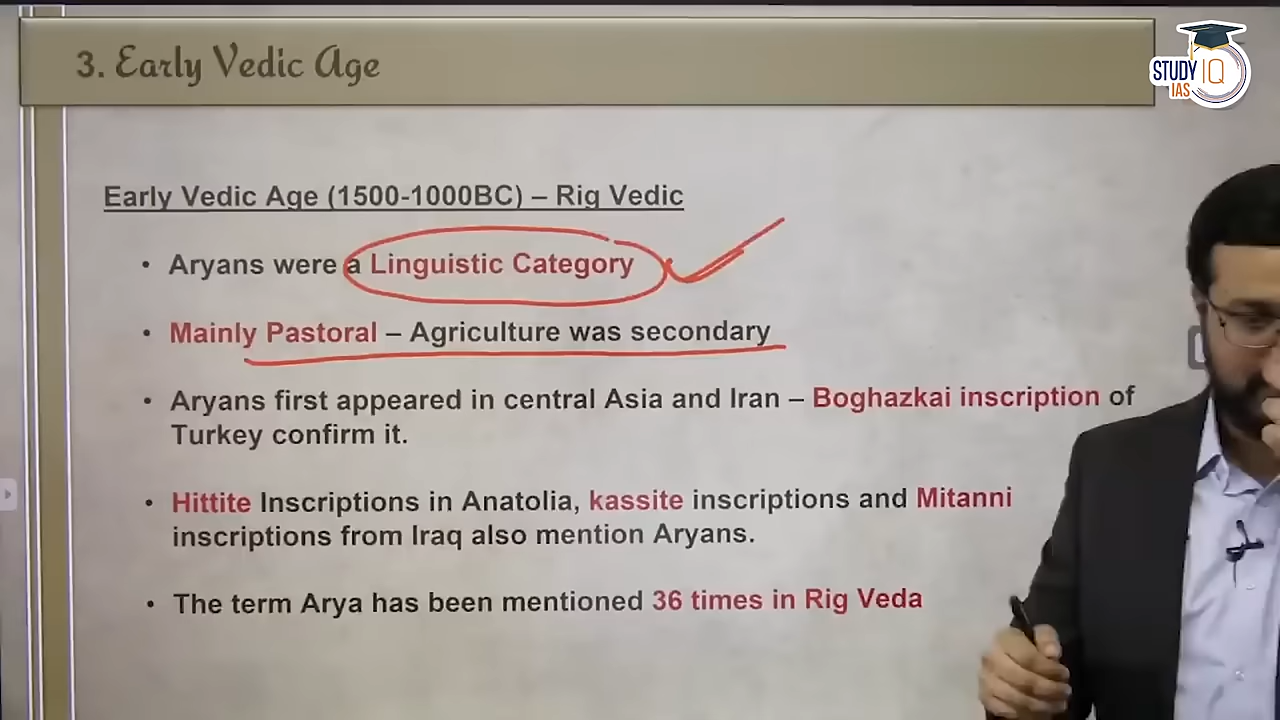 3. Early Vedic Age
STUDY IQ
IAS
Early Vedic Age (1500-1000BC) – Rig Vedic
• Aryans were a Linguistic Category
• Mainly Pastoral – Agriculture was secondary
• Aryans first appeared in central Asia and Iran – Boghazkai inscription of
Turkey confirm it.
• Hittite Inscriptions in Anatolia, kassite inscriptions and Mitanni
inscriptions from Iraq also mention Aryans.
• The term Arya has been mentioned 36 times in Rig Veda